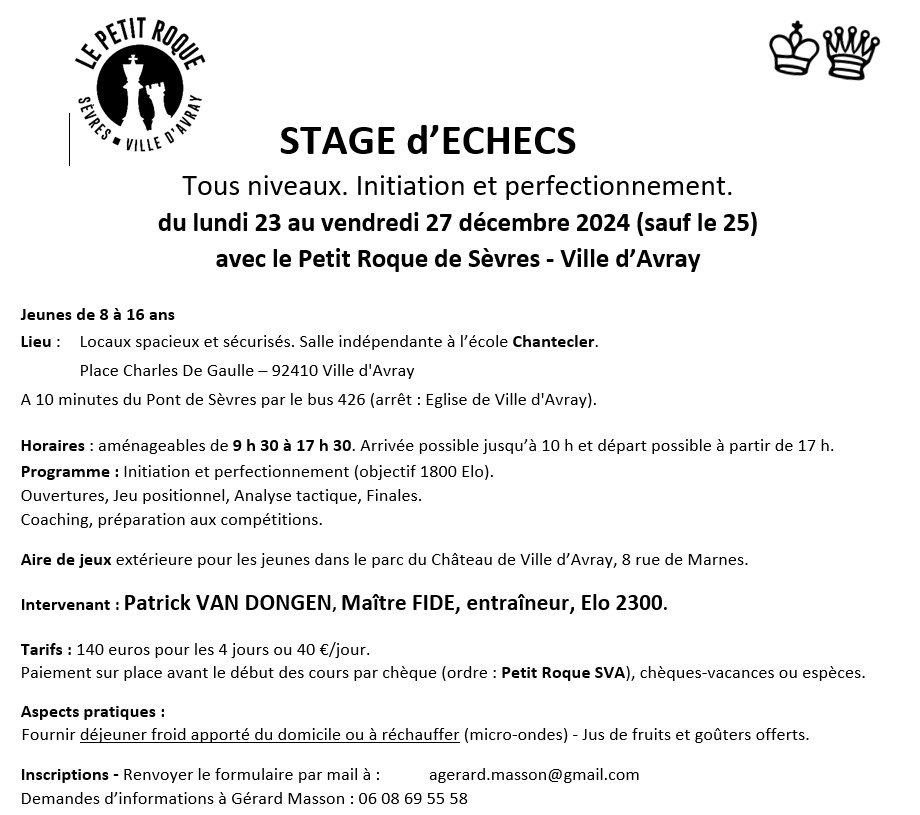 LE PETIT ROQUE
SÈVRES ▪ VILLE D'AVRAY
STAGE d’ECHECS
Tous niveaux. Initiation et perfectionnement.
du lundi 23 au vendredi 27 décembre 2024 (sauf le 25)
avec le Petit Roque de Sèvres - Ville d’Avray
Jeunes de 8 à 16 ans
Lieu : Locaux spacieux et sécurisés. Salle indépendante à l’école Chantecler.
Place Charles De Gaulle – 92410 Ville d'Avray
A 10 minutes du Pont de Sèvres par le bus 426 (arrêt : Eglise de Ville d'Avray).
Horaires : aménageables de 9 h 30 à 17 h 30. Arrivée possible jusqu’à 10 h et départ possible à partir de 17 h.
Programme : Initiation et perfectionnement (objectif 1800 Elo).
Ouvertures, Jeu positionnel, Analyse tactique, Finales.
Coaching, préparation aux compétitions.
Aire de jeux extérieure pour les jeunes dans le parc du Château de Ville d’Avray, 8 rue de Marnes.
Intervenant : Patrick VAN DONGEN, Maître FIDE, entraîneur, Elo 2300.
Tarifs : 140 euros pour les 4 jours ou 40 €/jour.
Paiement sur place avant le début des cours par chèque (ordre : Petit Roque SVA), chèques-vacances ou espèces.
Aspects pratiques :
Fournir déjeuner froid apporté du domicile ou à réchauffer (micro-ondes) - Jus de fruits et goûters offerts.
Inscriptions - Renvoyer le formulaire par mail à : agerard.masson@gmail.com
Demandes d’informations à Gérard Masson : 06 08 69 55 58